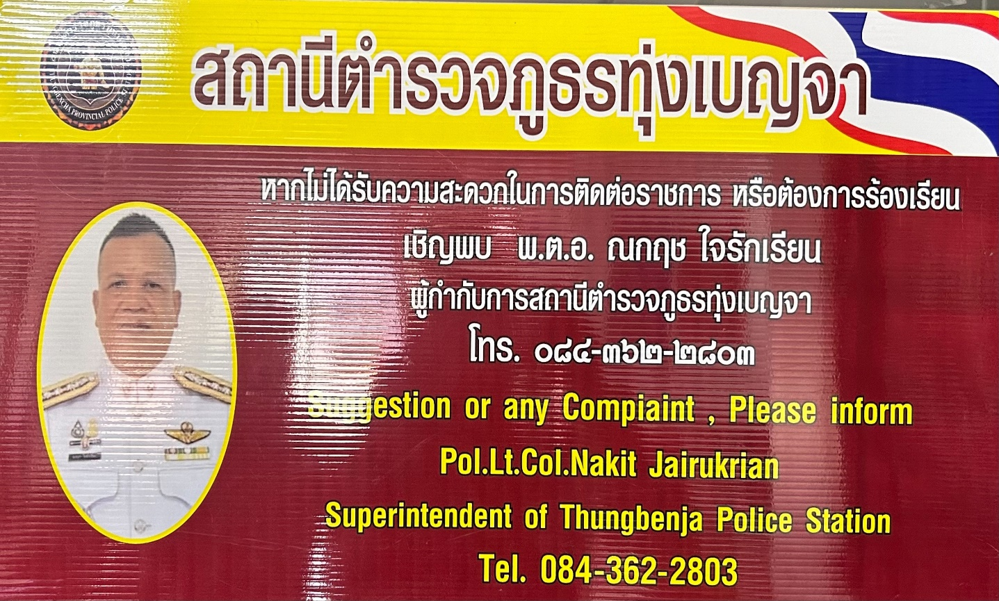 สถานีตำรวจภูธรทุ่งเบญจา
หากไม่ได้รับความสะดวกในการติดต่อราชการ หรือต้องการร้องเรียน
เชิญพบ พ.ต.อ. ณกฤช ใจรักเรียน
ผู้กำกับการสถานีตำรวจภูธรทุ่งเบญจา
โทร. ๐๘๔-๓๖๒-๒๘๐๓
Suggestion or any Compiaint , Please inform
Pol.Lt.Col.Nakit Jairukrian
Superintendent of Thungbenja Police Station
Tel. 084-362-2803